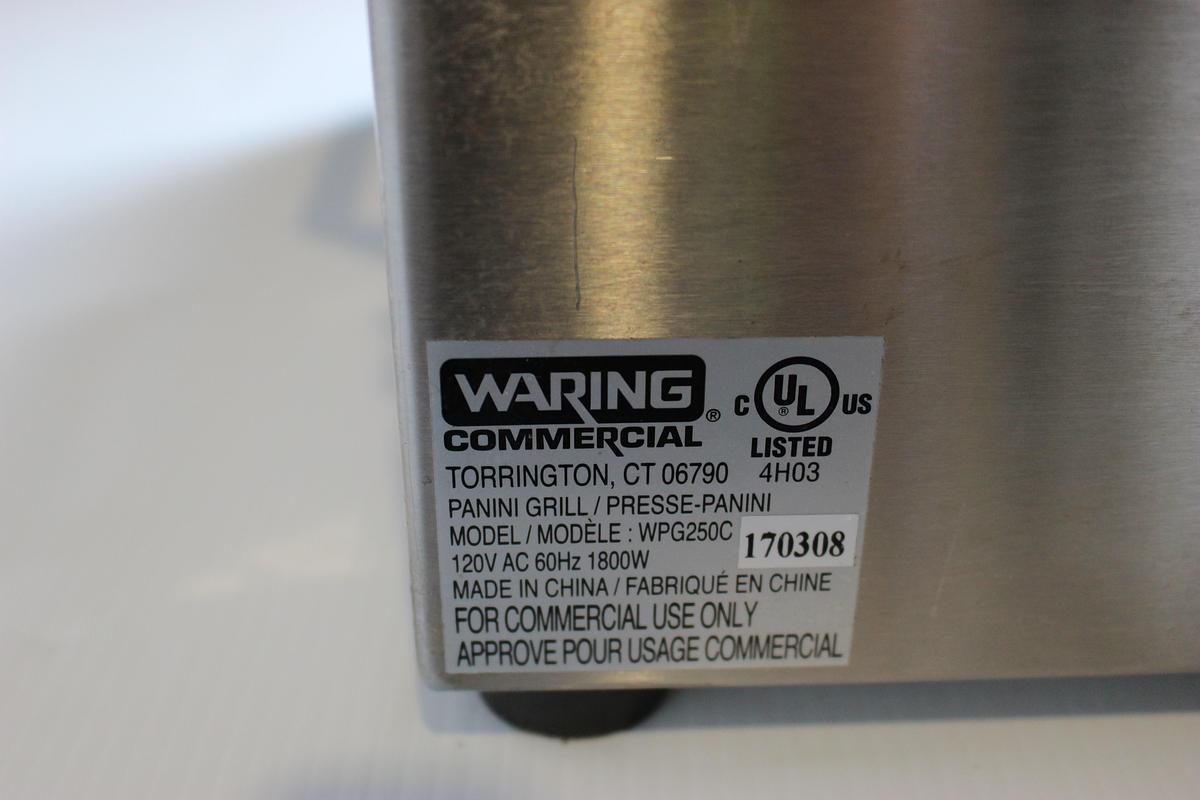 WARING®
COMMERCIAL
C UL® US
LISTED
4H03
TORRINGTON, CT 06790
PANINI GRILL / PRESSE-PANINI
MODEL / MODÈLE : WPG250C
170308
120V AC 60Hz 1800W
MADE IN CHINA / FABRIQUÉ EN CHINE
FOR COMMERCIAL USE ONLY
APPROVE POUR USAGE COMMERCIAL